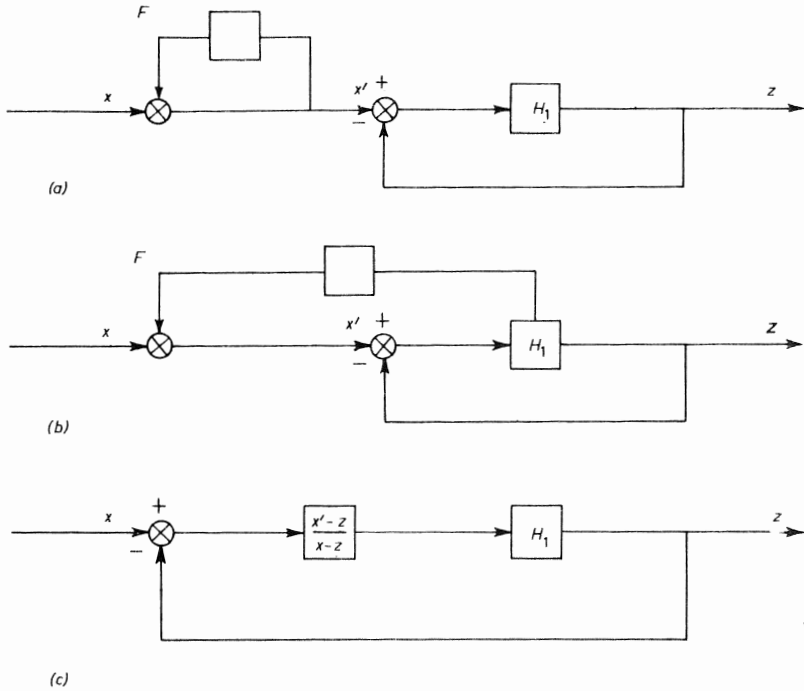 F
x
x′
+
−
H₁
z
(a)
F
x
x′
+
−
H₁
Z
(b)
x
+
−
x′ − z
x − z
H₁
z
(c)